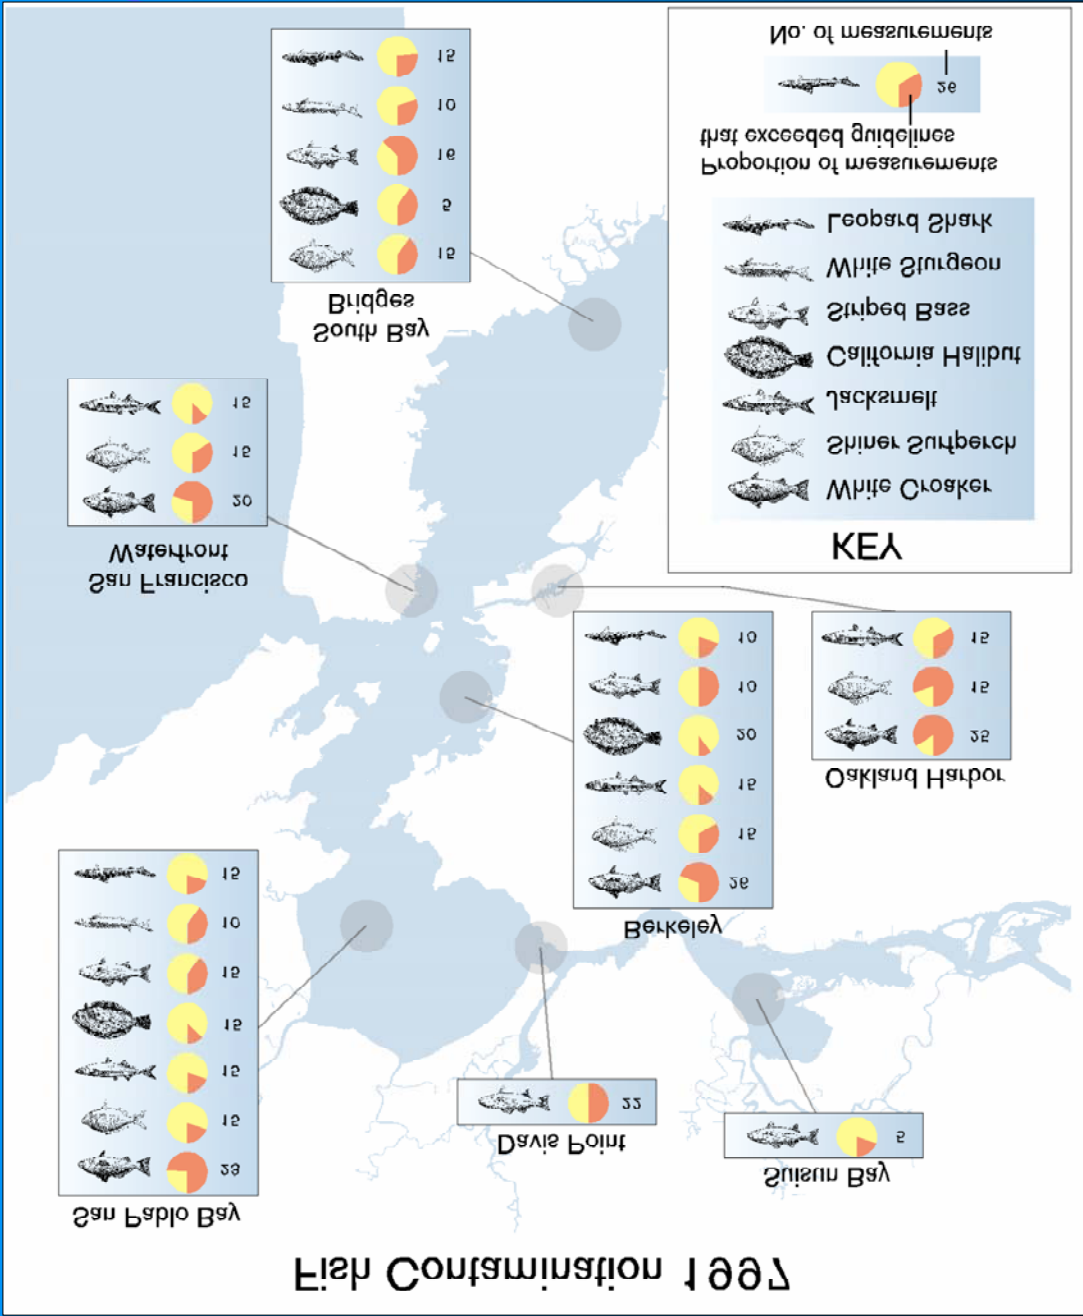 Fish Contamination 1997
San Pablo Bay
23
15
15
15
15
10
15
Davis Point
22
Suisun Bay
5
Berkeley
26
15
15
20
10
10
Oakland Harbor
25
15
15
San Francisco
Waterfront
20
15
15
South Bay
Bridges
15
5
16
10
15
KEY
White Croaker
Shiner Surfperch
Jacksmelt
California Halibut
Striped Bass
White Sturgeon
Leopard Shark
Proportion of measurements
that exceeded guidelines
26
No. of measurements